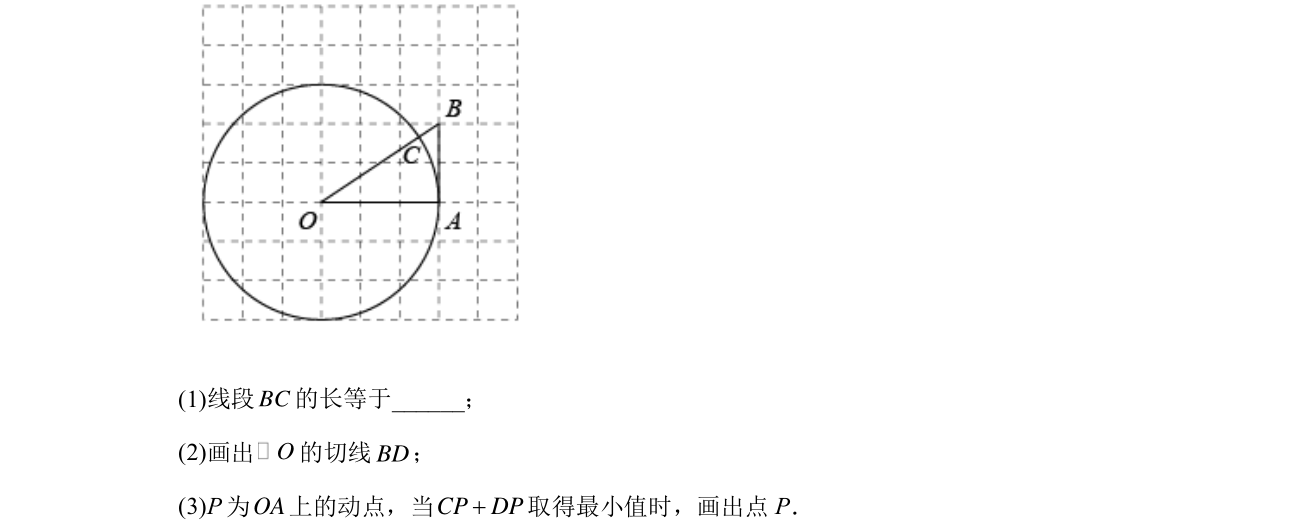 B
C
O
A
(1)线段BC的长等于______;
(2)画出□ O的切线BD;
(3)P为OA上的动点，当CP+DP取得最小值时，画出点P.